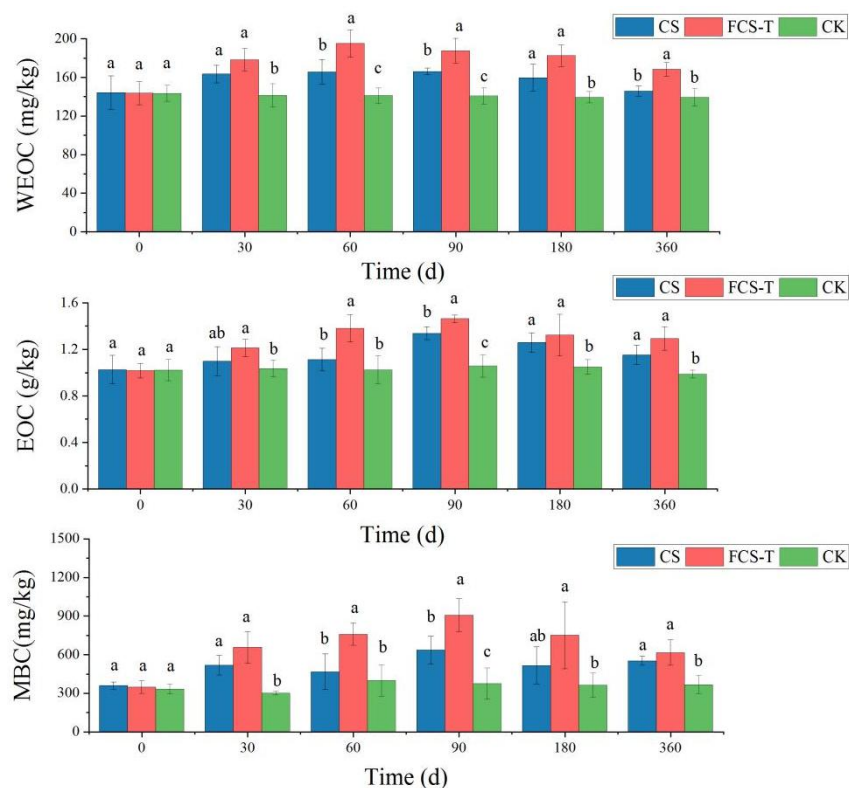 a a a a a b b a c b a c a a b b a b
CS FCS-T CK
WEOC (mg/kg)
200
160
120
80
40
0
0 30 60 90 180 360
Time (d)
a a a ab a b b a b b a c a a b a a b
CS FCS-T CK
EOC (g/kg)
1.6
1.2
0.8
0.4
0.0
0 30 60 90 180 360
Time (d)
a a a a a b b a b b a c ab a b a a b
CS FCS-T CK
MBC(mg/kg)
1500
1200
900
600
300
0
0 30 60 90 180 360
Time (d)